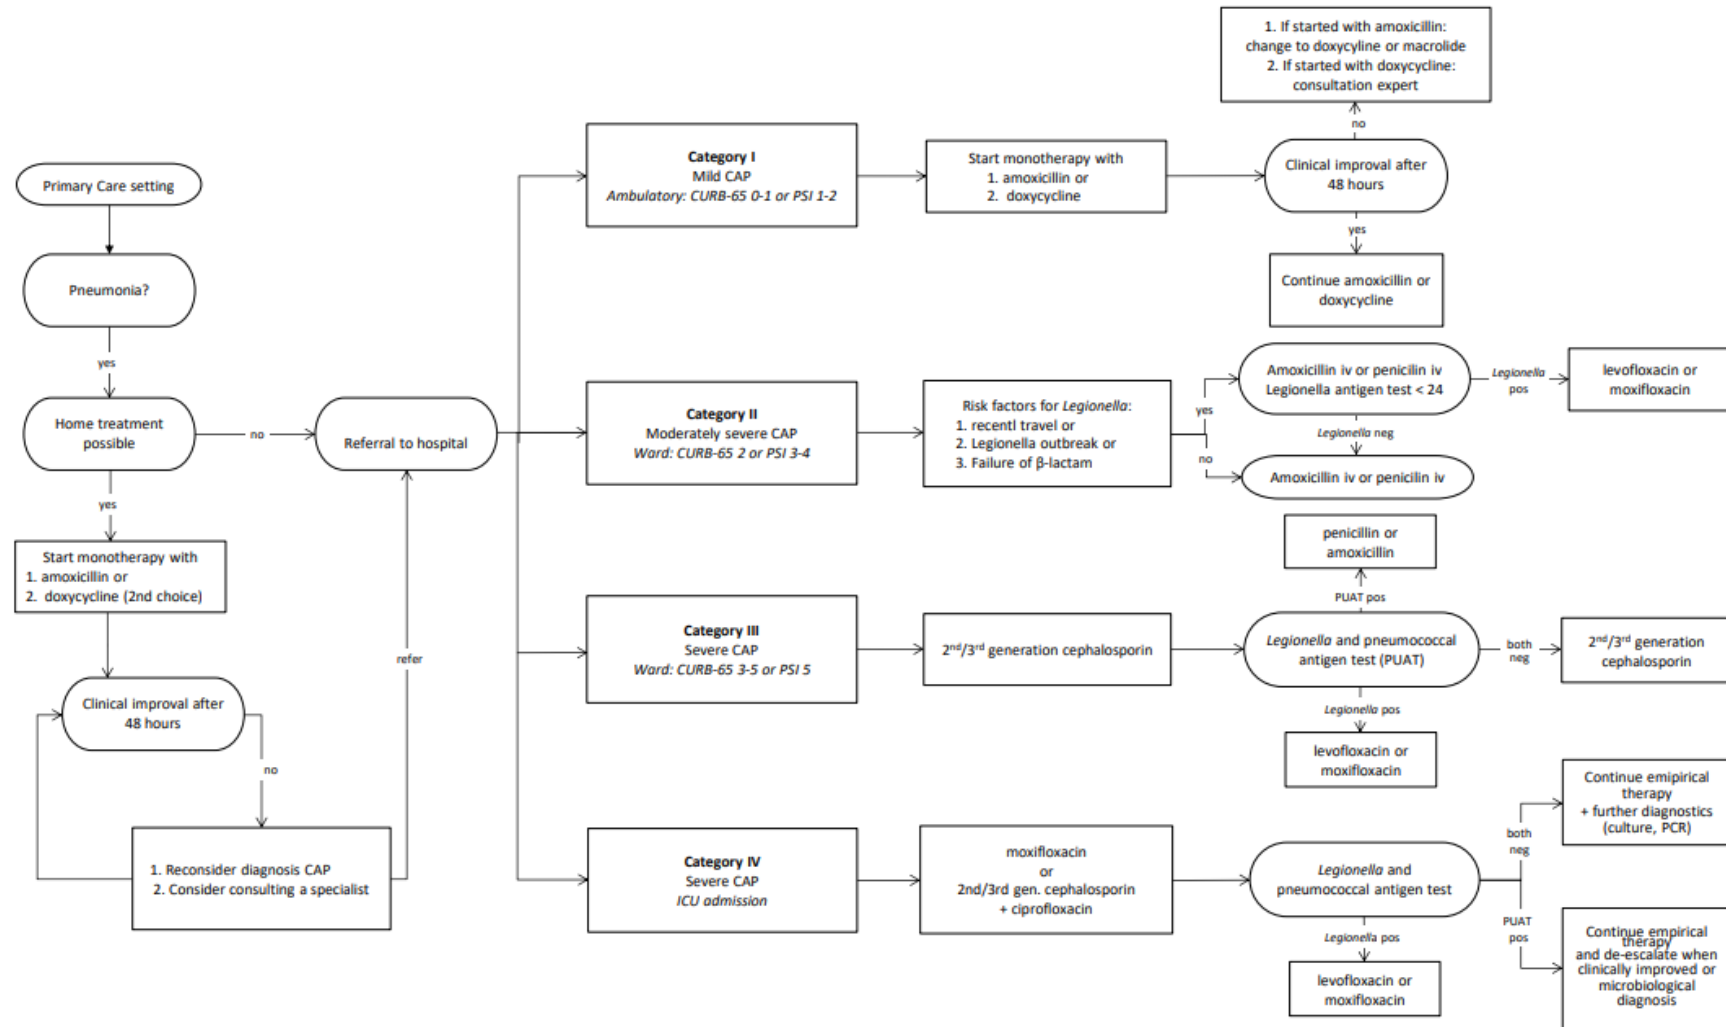 Primary Care setting
Pneumonia?
yes
Home treatment
possible
no
yes
Start monotherapy with
1. amoxicillin or
2. doxycycline (2nd choice)
Clinical improval after
48 hours
no
1. Reconsider diagnosis CAP
2. Consider consulting a specialist
refer
Referral to hospital
Category I
Mild CAP
Ambulatory: CURB-65 0-1 or PSI 1-2
Start monotherapy with
1. amoxicillin or
2. doxycycline
Clinical improval after
48 hours
no
1. If started with amoxicillin:
change to doxycyline or macrolide
2. If started with doxycycline:
consultation expert
yes
Continue amoxicillin or
doxycycline
Category II
Moderately severe CAP
Ward: CURB-65 2 or PSI 3-4
Risk factors for Legionella:
1. recentl travel or
2. Legionella outbreak or
3. Failure of β-lactam
yes
no
Amoxicillin iv or penicilin iv
Legionella antigen test < 24
Legionella
pos
levofloxacin or
moxifloxacin
Legionella neg
Amoxicillin iv or penicilin iv
Category III
Severe CAP
Ward: CURB-65 3-5 or PSI 5
2nd/3rd generation cephalosporin
Legionella and pneumococcal
antigen test (PUAT)
PUAT pos
penicillin or
amoxicillin
both
neg
2nd/3rd generation
cephalosporin
Legionella pos
levofloxacin or
moxifloxacin
Category IV
Severe CAP
ICU admission
moxifloxacin
or
2nd/3rd gen. cephalosporin
+ ciprofloxacin
Legionella and
pneumococcal antigen test
Legionella pos
levofloxacin or
moxifloxacin
both
neg
Continue emipirical
therapy
+ further diagnostics
(culture, PCR)
PUAT
pos
Continue empirical
therapy
and de-escalate when
clinically improved or
microbiological
diagnosis